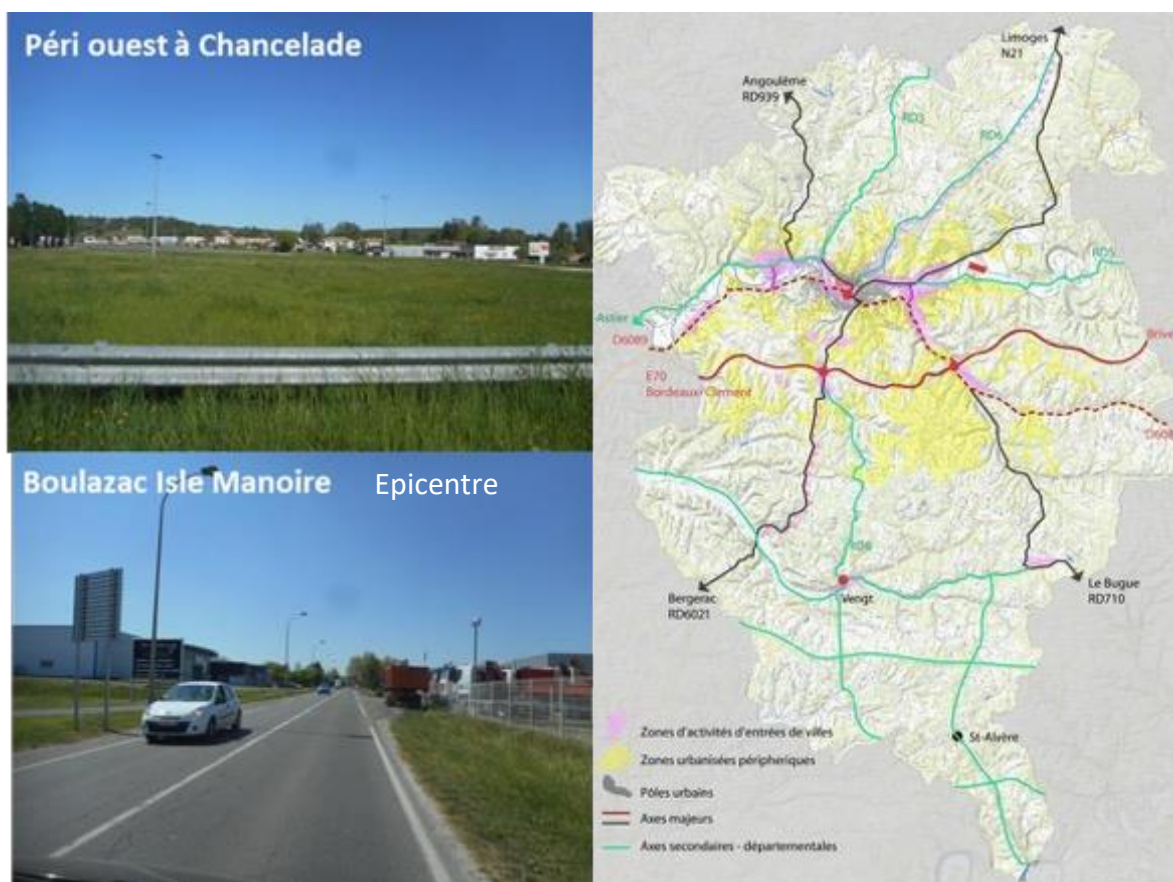 Péri ouest à Chancelade
Boulazac Isle Manoire Epicentre
Limoges
N21
Angoulême
RD939
RD3
RD6
RD5
Astier
D6089
E70
Bordeaux/ Clermont
Brive
D608
Bergerac
RD6021
Vengt
Le Bugue
RD710
St-Alvère
Zones d'activités d'entrées de villes
Zones urbanisées périphériques
Pôles urbains
Axes majeurs
Axes secondaires - départementales